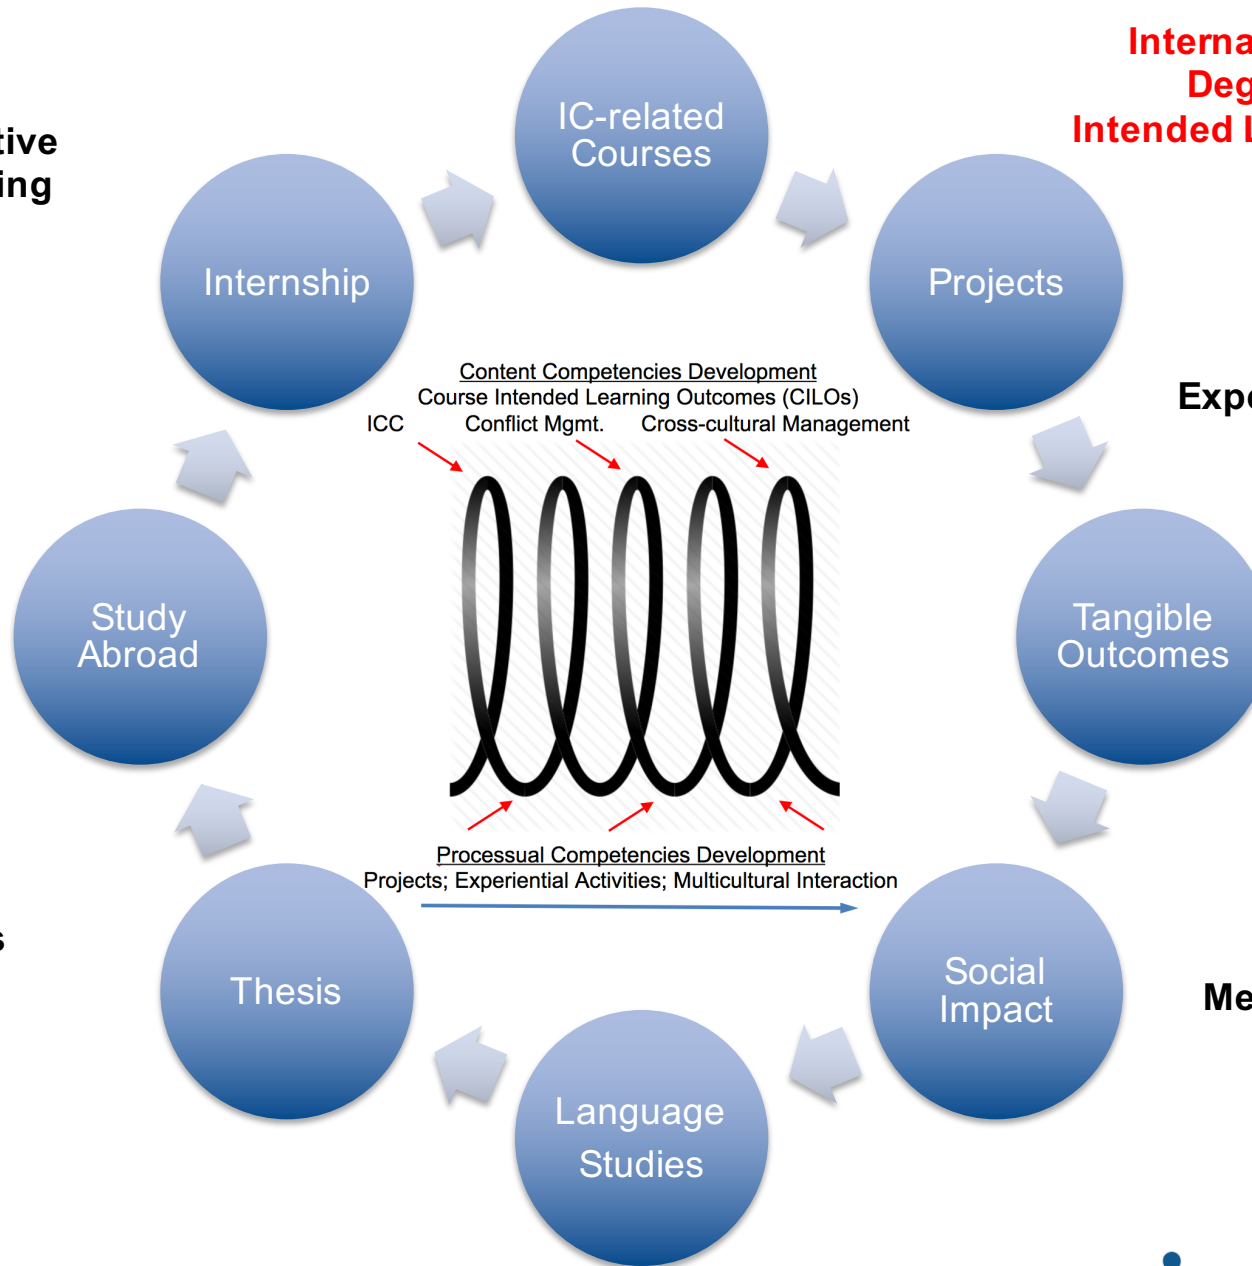 Interna
Deg
Intended L
tive
ing
IC-related
Courses
Internship
Projects
Content Competencies Development
Course Intended Learning Outcomes (CILOs)
ICC Conflict Mgmt. Cross-cultural Management
Expe
Study
Abroad
Tangible
Outcomes
Processual Competencies Development
Projects; Experiential Activities; Multicultural Interaction
s
Thesis
Social
Impact
Me
Language
Studies